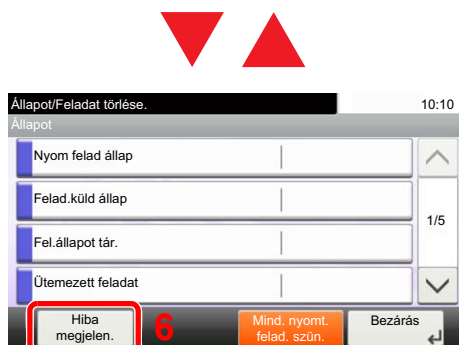 Állapot/Feladat törlése.
10:10
Állapot
Nyom felad állap
Felad.küld állap
1/5
Fel.állapot tár.
Ütemezett feladat
Hiba
megjelen.
6
Mind. nyomt.
felad. szün.
Bezárás